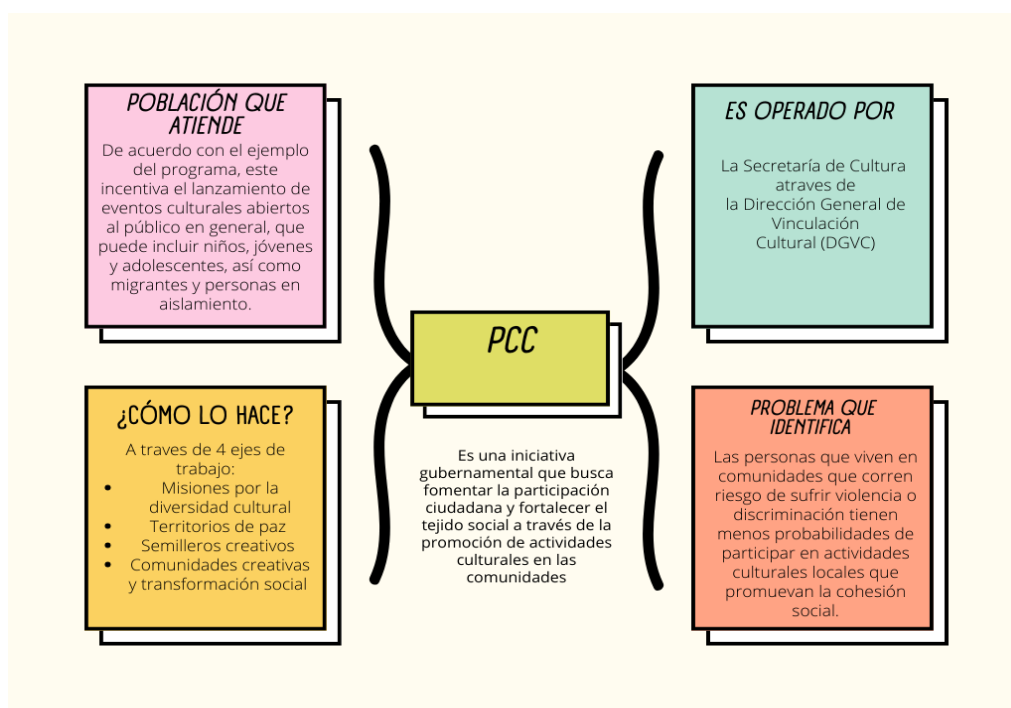 POBLACIÓN QUE
ATIENDE
De acuerdo con el ejemplo
del programa, este
incentiva el lanzamiento de
eventos culturales abiertos
al público en general, que
puede incluir niños, jóvenes
y adolescentes, así como
migrantes y personas en
aislamiento.
ES OPERADO POR
La Secretaría de Cultura
atraves de
la Dirección General de
Vinculación
Cultural (DGVC)
PCC
Es una iniciativa
gubernamental que busca
fomentar la participación
ciudadana y fortalecer el
tejido social a través de la
promoción de actividades
culturales en las
comunidades
¿CÓMO LO HACE?
A traves de 4 ejes de
trabajo:
• Misiones por la
diversidad cultural
• Territorios de paz
• Semilleros creativos
• Comunidades creativas
y transformación social
PROBLEMA QUE
IDENTIFICA
Las personas que viven en
comunidades que corren
riesgo de sufrir violencia o
discriminación tienen
menos probabilidades de
participar en actividades
culturales locales que
promuevan la cohesión
social.